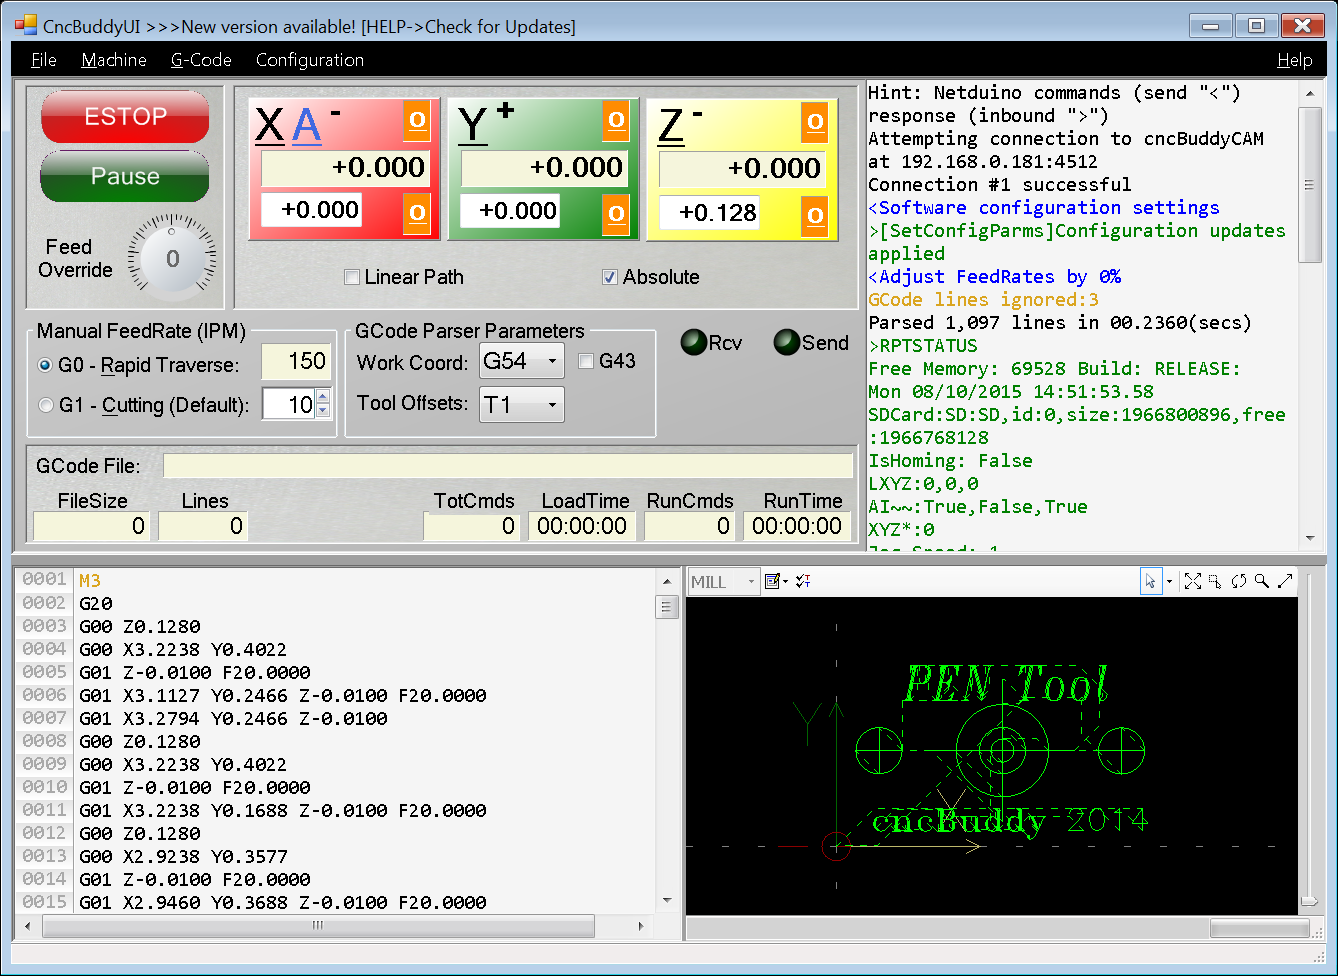 CncBuddyUI >>>New version available! [HELP->Check for Updates]
File Machine G-Code Configuration Help
ESTOP
Pause
Feed
Override
0
X A - O
+0.000
+0.000 O
Y + O
+0.000
+0.000 O
Z - O
+0.000
+0.128 O
Linear Path
Absolute
Manual FeedRate (IPM)
G0 - Rapid Traverse: 150
G1 - Cutting (Default): 10
GCode Parser Parameters
Work Coord: G54 G43
Tool Offsets: T1
Rcv Send
GCode File:
FileSize Lines TotCmds LoadTime RunCmds RunTime
0 0 0 00:00:00 0 00:00:00
Hint: Netduino commands (send "<")
response (inbound ">")
Attempting connection to cncBuddyCAM
at 192.168.0.181:4512
Connection #1 successful
<Software configuration settings
>[SetConfigParms]Configuration updates
applied
<Adjust FeedRates by 0%
GCode lines ignored:3
Parsed 1,097 lines in 00.2360(secs)
>RPTSTATUS
Free Memory: 69528 Build: RELEASE:
Mon 08/10/2015 14:51:53.58
SDCard:SD:SD,id:0,size:1966800896,free
:1966768128
IsHoming: False
LXYZ:0,0,0
AI~~:True,False,True
XYZ*:0
0001 M3
0002 G20
0003 G00 Z0.1280
0004 G00 X3.2238 Y0.4022
0005 G01 Z-0.0100 F20.0000
0006 G01 X3.1127 Y0.2466 Z-0.0100 F20.0000
0007 G01 X3.2794 Y0.2466 Z-0.0100
0008 G00 Z0.1280
0009 G00 X3.2238 Y0.4022
0010 G01 Z-0.0100 F20.0000
0011 G01 X3.2238 Y0.1688 Z-0.0100 F20.0000
0012 G00 Z0.1280
0013 G00 X2.9238 Y0.3577
0014 G01 Z-0.0100 F20.0000
0015 G01 X2.9460 Y0.3688 Z-0.0100 F20.0000
MILL
PEN Tool
Y
cncBuddy 2014